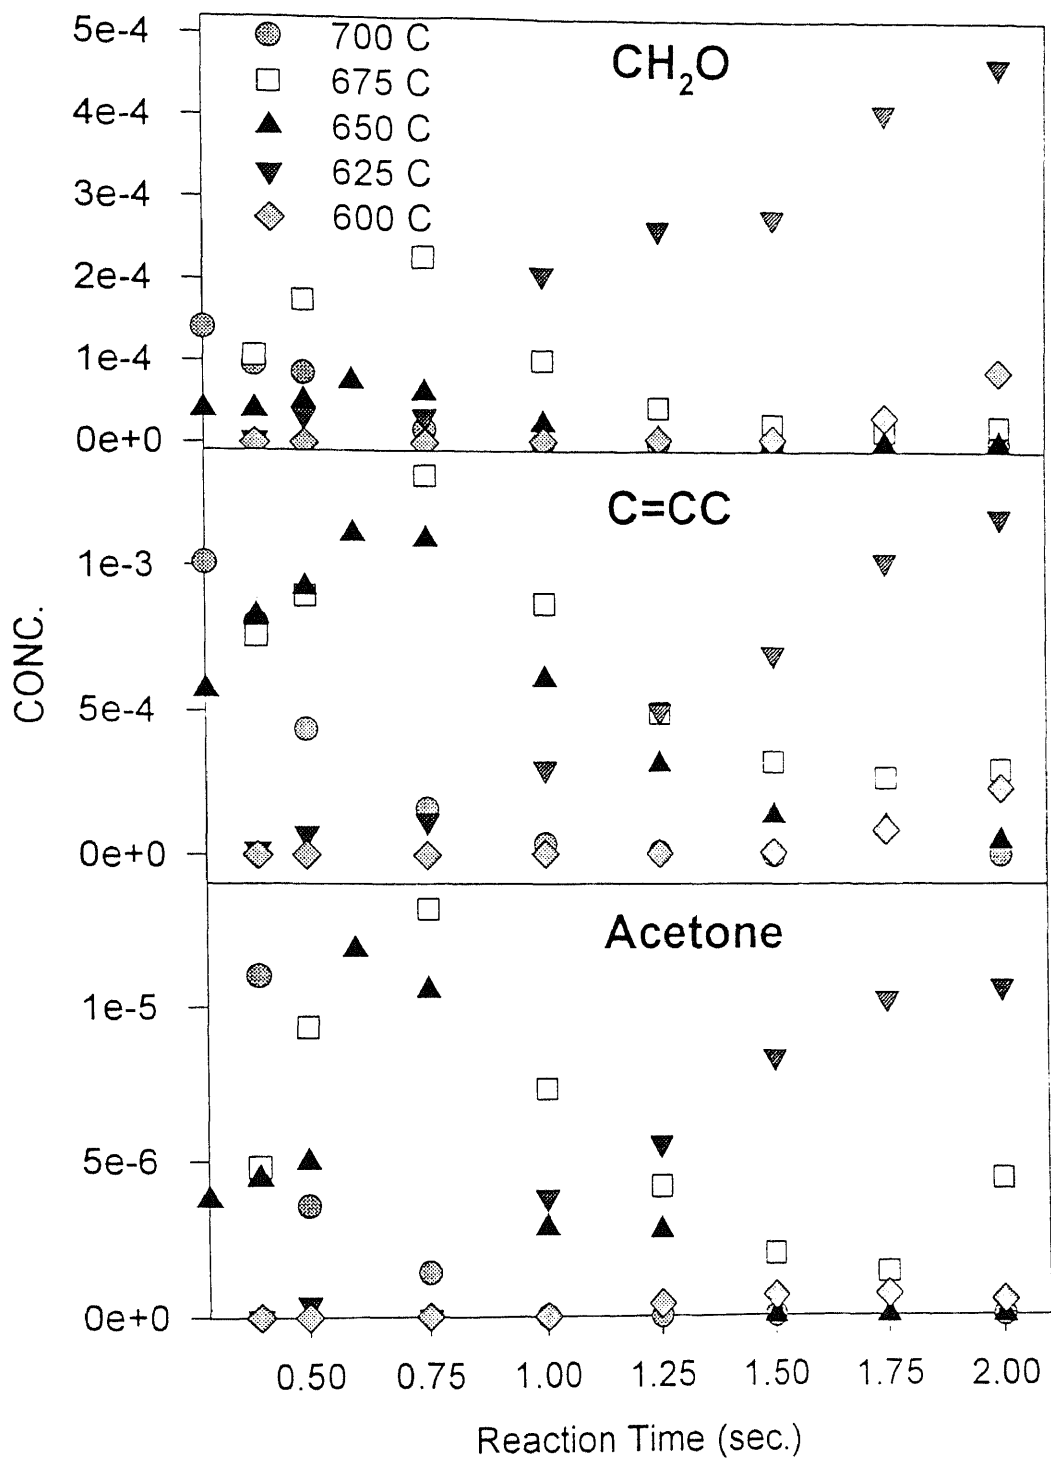 5e-4
4e-4
3e-4
2e-4
1e-4
0e+0
700 C
675 C
650 C
625 C
600 C
CH₂O
1e-3
5e-4
0e+0
C=CC
CONC.
1e-5
5e-6
0e+0
Acetone
0.50 0.75 1.00 1.25 1.50 1.75 2.00
Reaction Time (sec.)